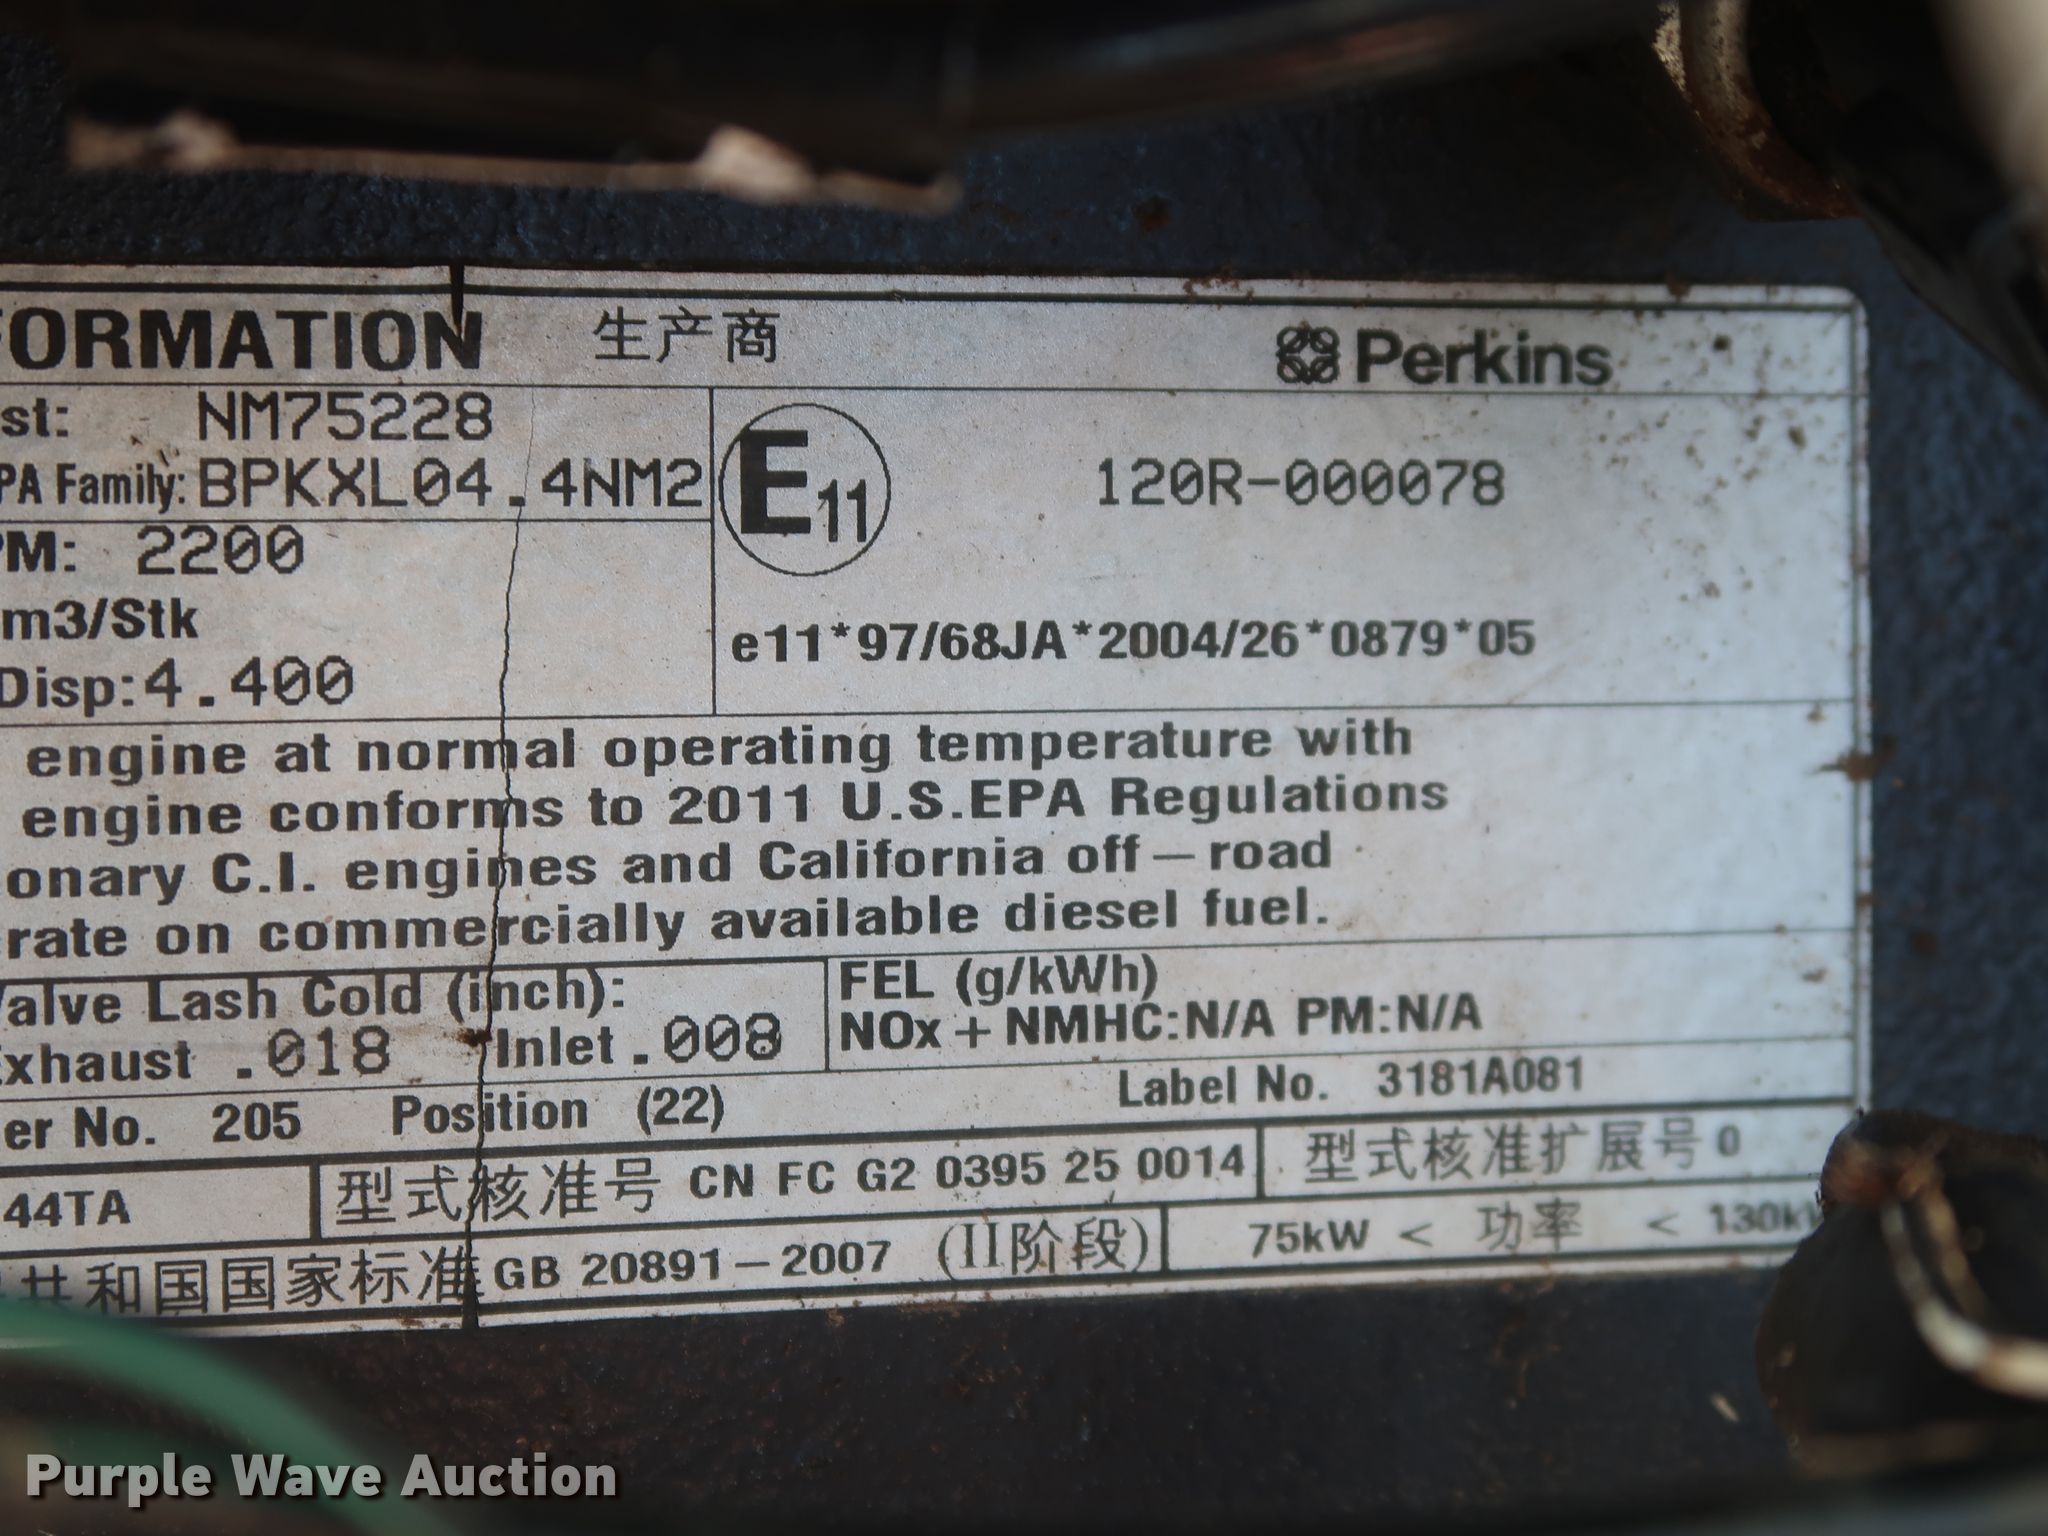 FORMATION 生产商 Perkins
st: NM75228
PA Family: BPKXL04.4NM2
E11 120R-000078
PM: 2200
m3/Stk
e11*97/68JA*2004/26*0879*05
Disp:4.400
engine at normal operating temperature with
engine conforms to 2011 U.S.EPA Regulations
onary C.I. engines and California off-road
rate on commercially available diesel fuel.
Valve Lash Cold (inch):
Exhaust .018 Inlet .008
FEL (g/kWh)
NOx + NMHC:N/A PM:N/A
Label No. 3181A081
er No. 205 Position (22)
44TA 型式核准号 CN FC G2 0395 25 0014 型式核准扩展号 0
共和国国家标准 GB 20891-2007 (II阶段) 75kW < 功率 < 130kW
Purple Wave Auction